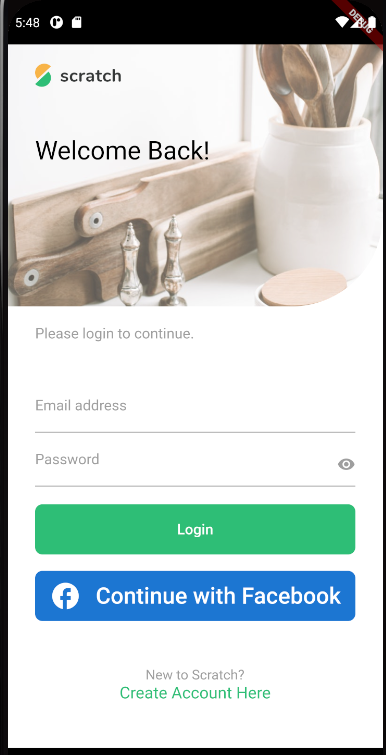 5:48
DEBUG
scratch
Welcome Back!
Please login to continue.
Email address
Password
Login
Continue with Facebook
New to Scratch?
Create Account Here